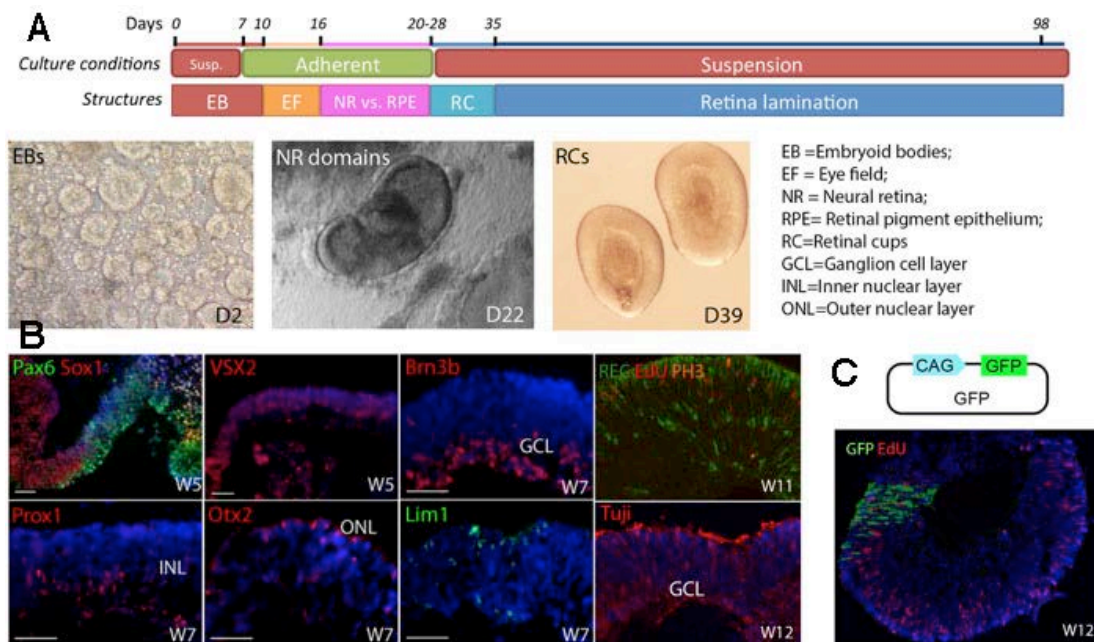 A
Days 0 7 10 16 20-28 35 98
Culture conditions Susp. Adherent Suspension
Structures EB EF NR vs. RPE RC Retina lamination
EBs
D2
NR domains
D22
RCs
D39
EB =Embryoid bodies;
EF = Eye field;
NR = Neural retina;
RPE= Retinal pigment epithelium;
RC=Retinal cups
GCL=Ganglion cell layer
INL=Inner nuclear layer
ONL=Outer nuclear layer
B
Pax6 Sox1
W5
VSX2
W5
Brn3b
GCL
W7
REC EdU PH3
W11
Prox1
INL
W7
Otx2
ONL
W7
Lim1
W7
Tuji
GCL
W12
C
CAG GFP
GFP
GFP EdU
W12